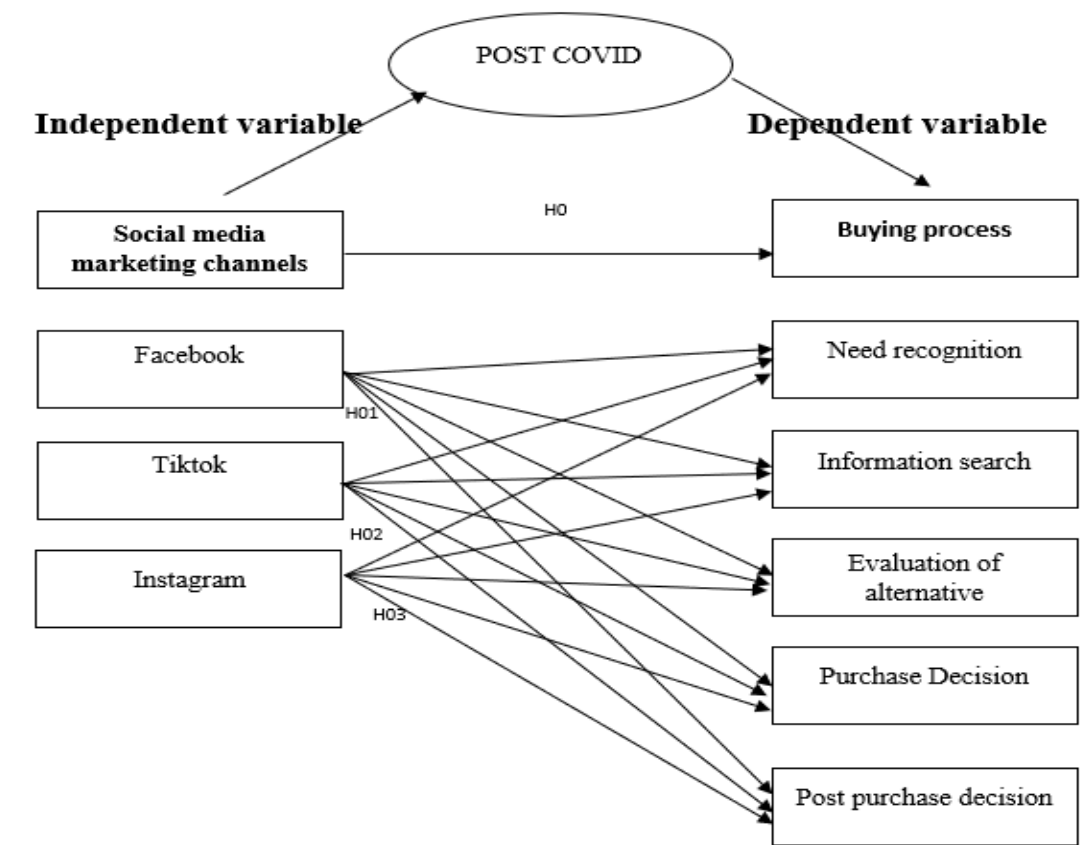 POST COVID
Independent variable
Dependent variable
H0
Social media
marketing channels
Buying process
Facebook
Need recognition
H01
Tiktok
Information search
H02
Instagram
Evaluation of
alternative
H03
Purchase Decision
Post purchase decision